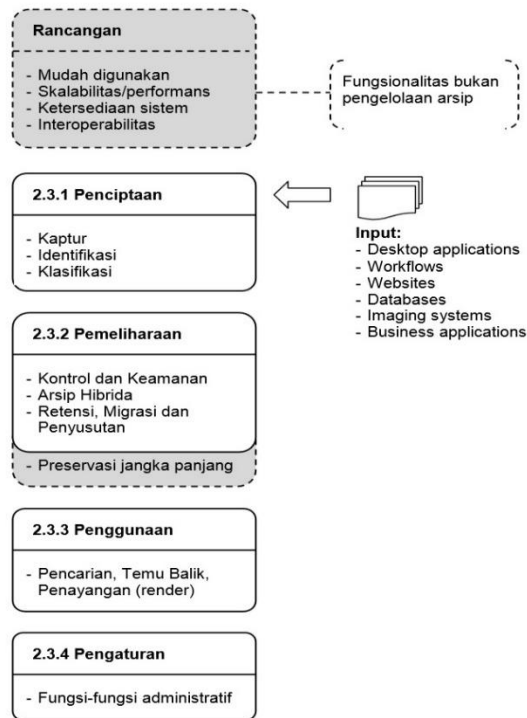 Rancangan
- Mudah digunakan
- Skalabilitas/performans
- Ketersediaan sistem
- Interoperabilitas
Fungsionalitas bukan
pengelolaan arsip
2.3.1 Penciptaan
- Kaptur
- Identifikasi
- Klasifikasi
Input:
- Desktop applications
- Workflows
- Websites
- Databases
- Imaging systems
- Business applications
2.3.2 Pemeliharaan
- Kontrol dan Keamanan
- Arsip Hibrida
- Retensi, Migrasi dan
Penyusutan
- Preservasi jangka panjang
2.3.3 Penggunaan
- Pencarian, Temu Balik,
Penayangan (render)
2.3.4 Pengaturan
- Fungsi-fungsi administratif